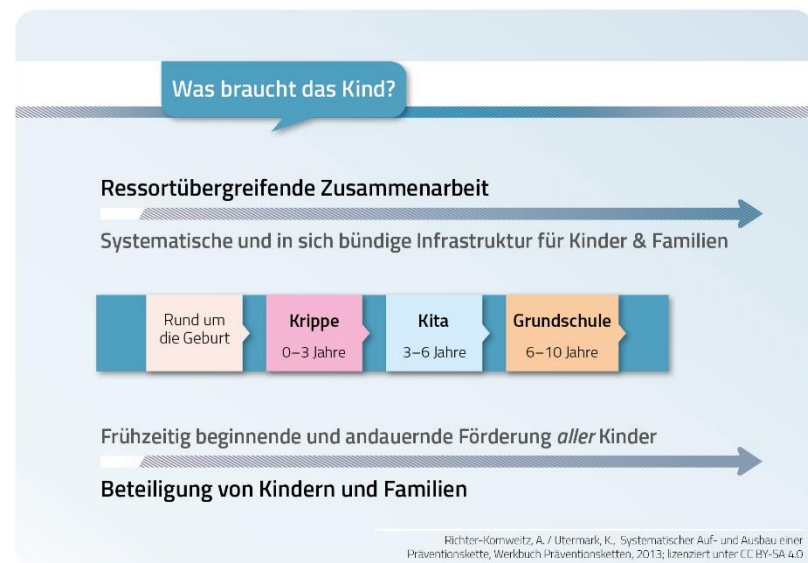 Was braucht das Kind?
Ressortübergreifende Zusammenarbeit
Systematische und in sich bündige Infrastruktur für Kinder & Familien
Rund um
die Geburt
Krippe
0–3 Jahre
Kita
3–6 Jahre
Grundschule
6–10 Jahre
Frühzeitig beginnende und andauernde Förderung aller Kinder
Beteiligung von Kindern und Familien
Richter-Kornweitz, A. / Utermark, K., Systematischer Auf- und Ausbau einer
Präventionskette, Werkbuch Präventionsketten, 2013; lizenziert unter CC BY-SA 4.0